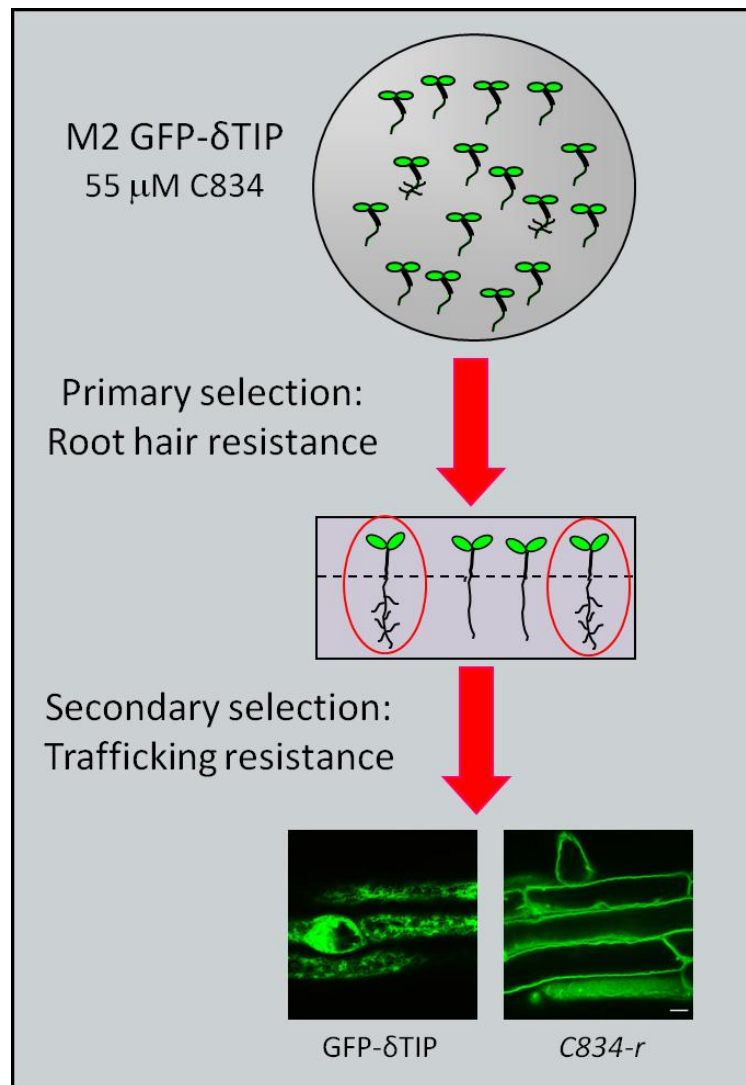 M2 GFP-δTIP
55 μM C834
Primary selection:
Root hair resistance
Secondary selection:
Trafficking resistance
GFP-δTIP
C834-r